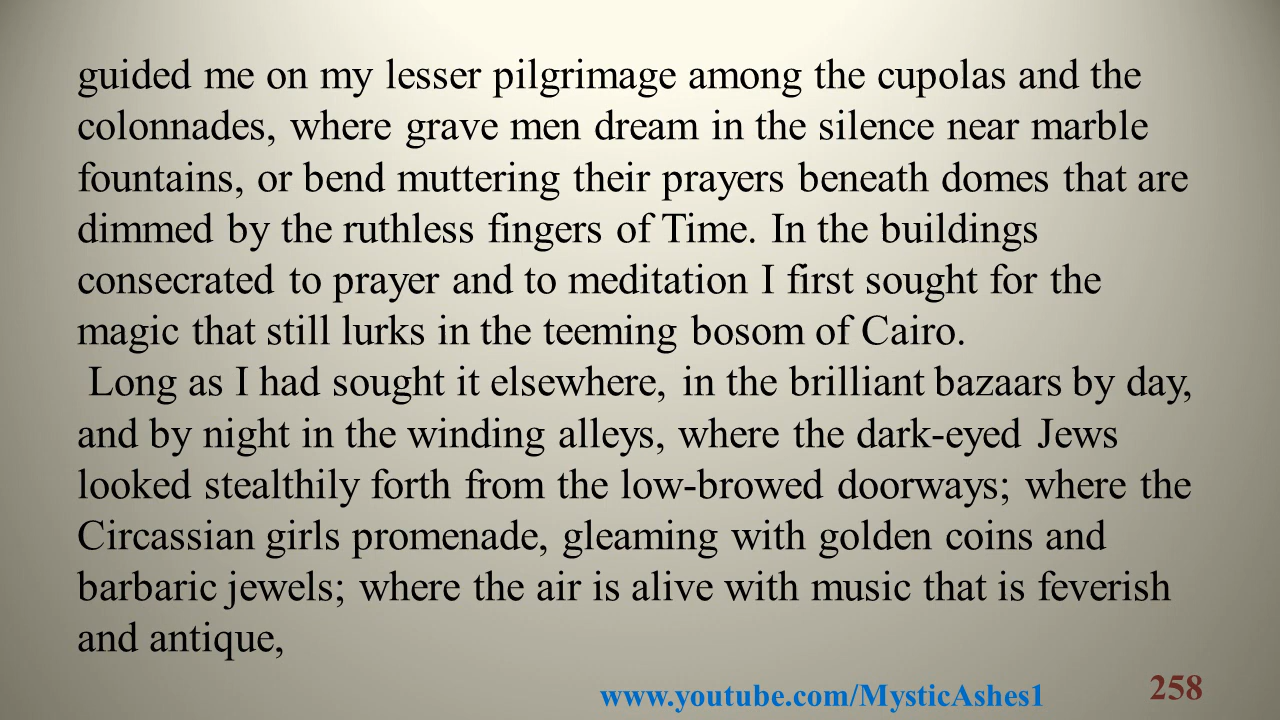 guided me on my lesser pilgrimage among the cupolas and the
colonnades, where grave men dream in the silence near marble
fountains, or bend muttering their prayers beneath domes that are
dimmed by the ruthless fingers of Time. In the buildings
consecrated to prayer and to meditation I first sought for the
magic that still lurks in the teeming bosom of Cairo.
Long as I had sought it elsewhere, in the brilliant bazaars by day,
and by night in the winding alleys, where the dark-eyed Jews
looked stealthily forth from the low-browed doorways; where the
Circassian girls promenade, gleaming with golden coins and
barbaric jewels; where the air is alive with music that is feverish
and antique,
www.youtube.com/MysticAshes1
258